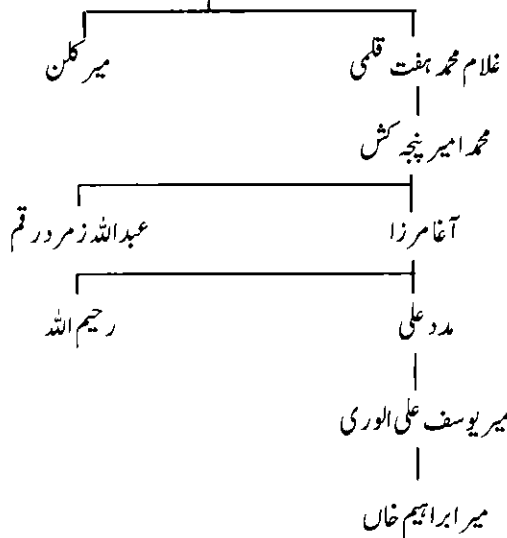 غلام محمد ہفت قلمی میر کلن
محمد امیر پنجہ کش
آغا مرزا عبداللہ زمرد رقم
مدد علی رحیم اللہ
میر یوسف علی الوری
میر ابراہیم خاں